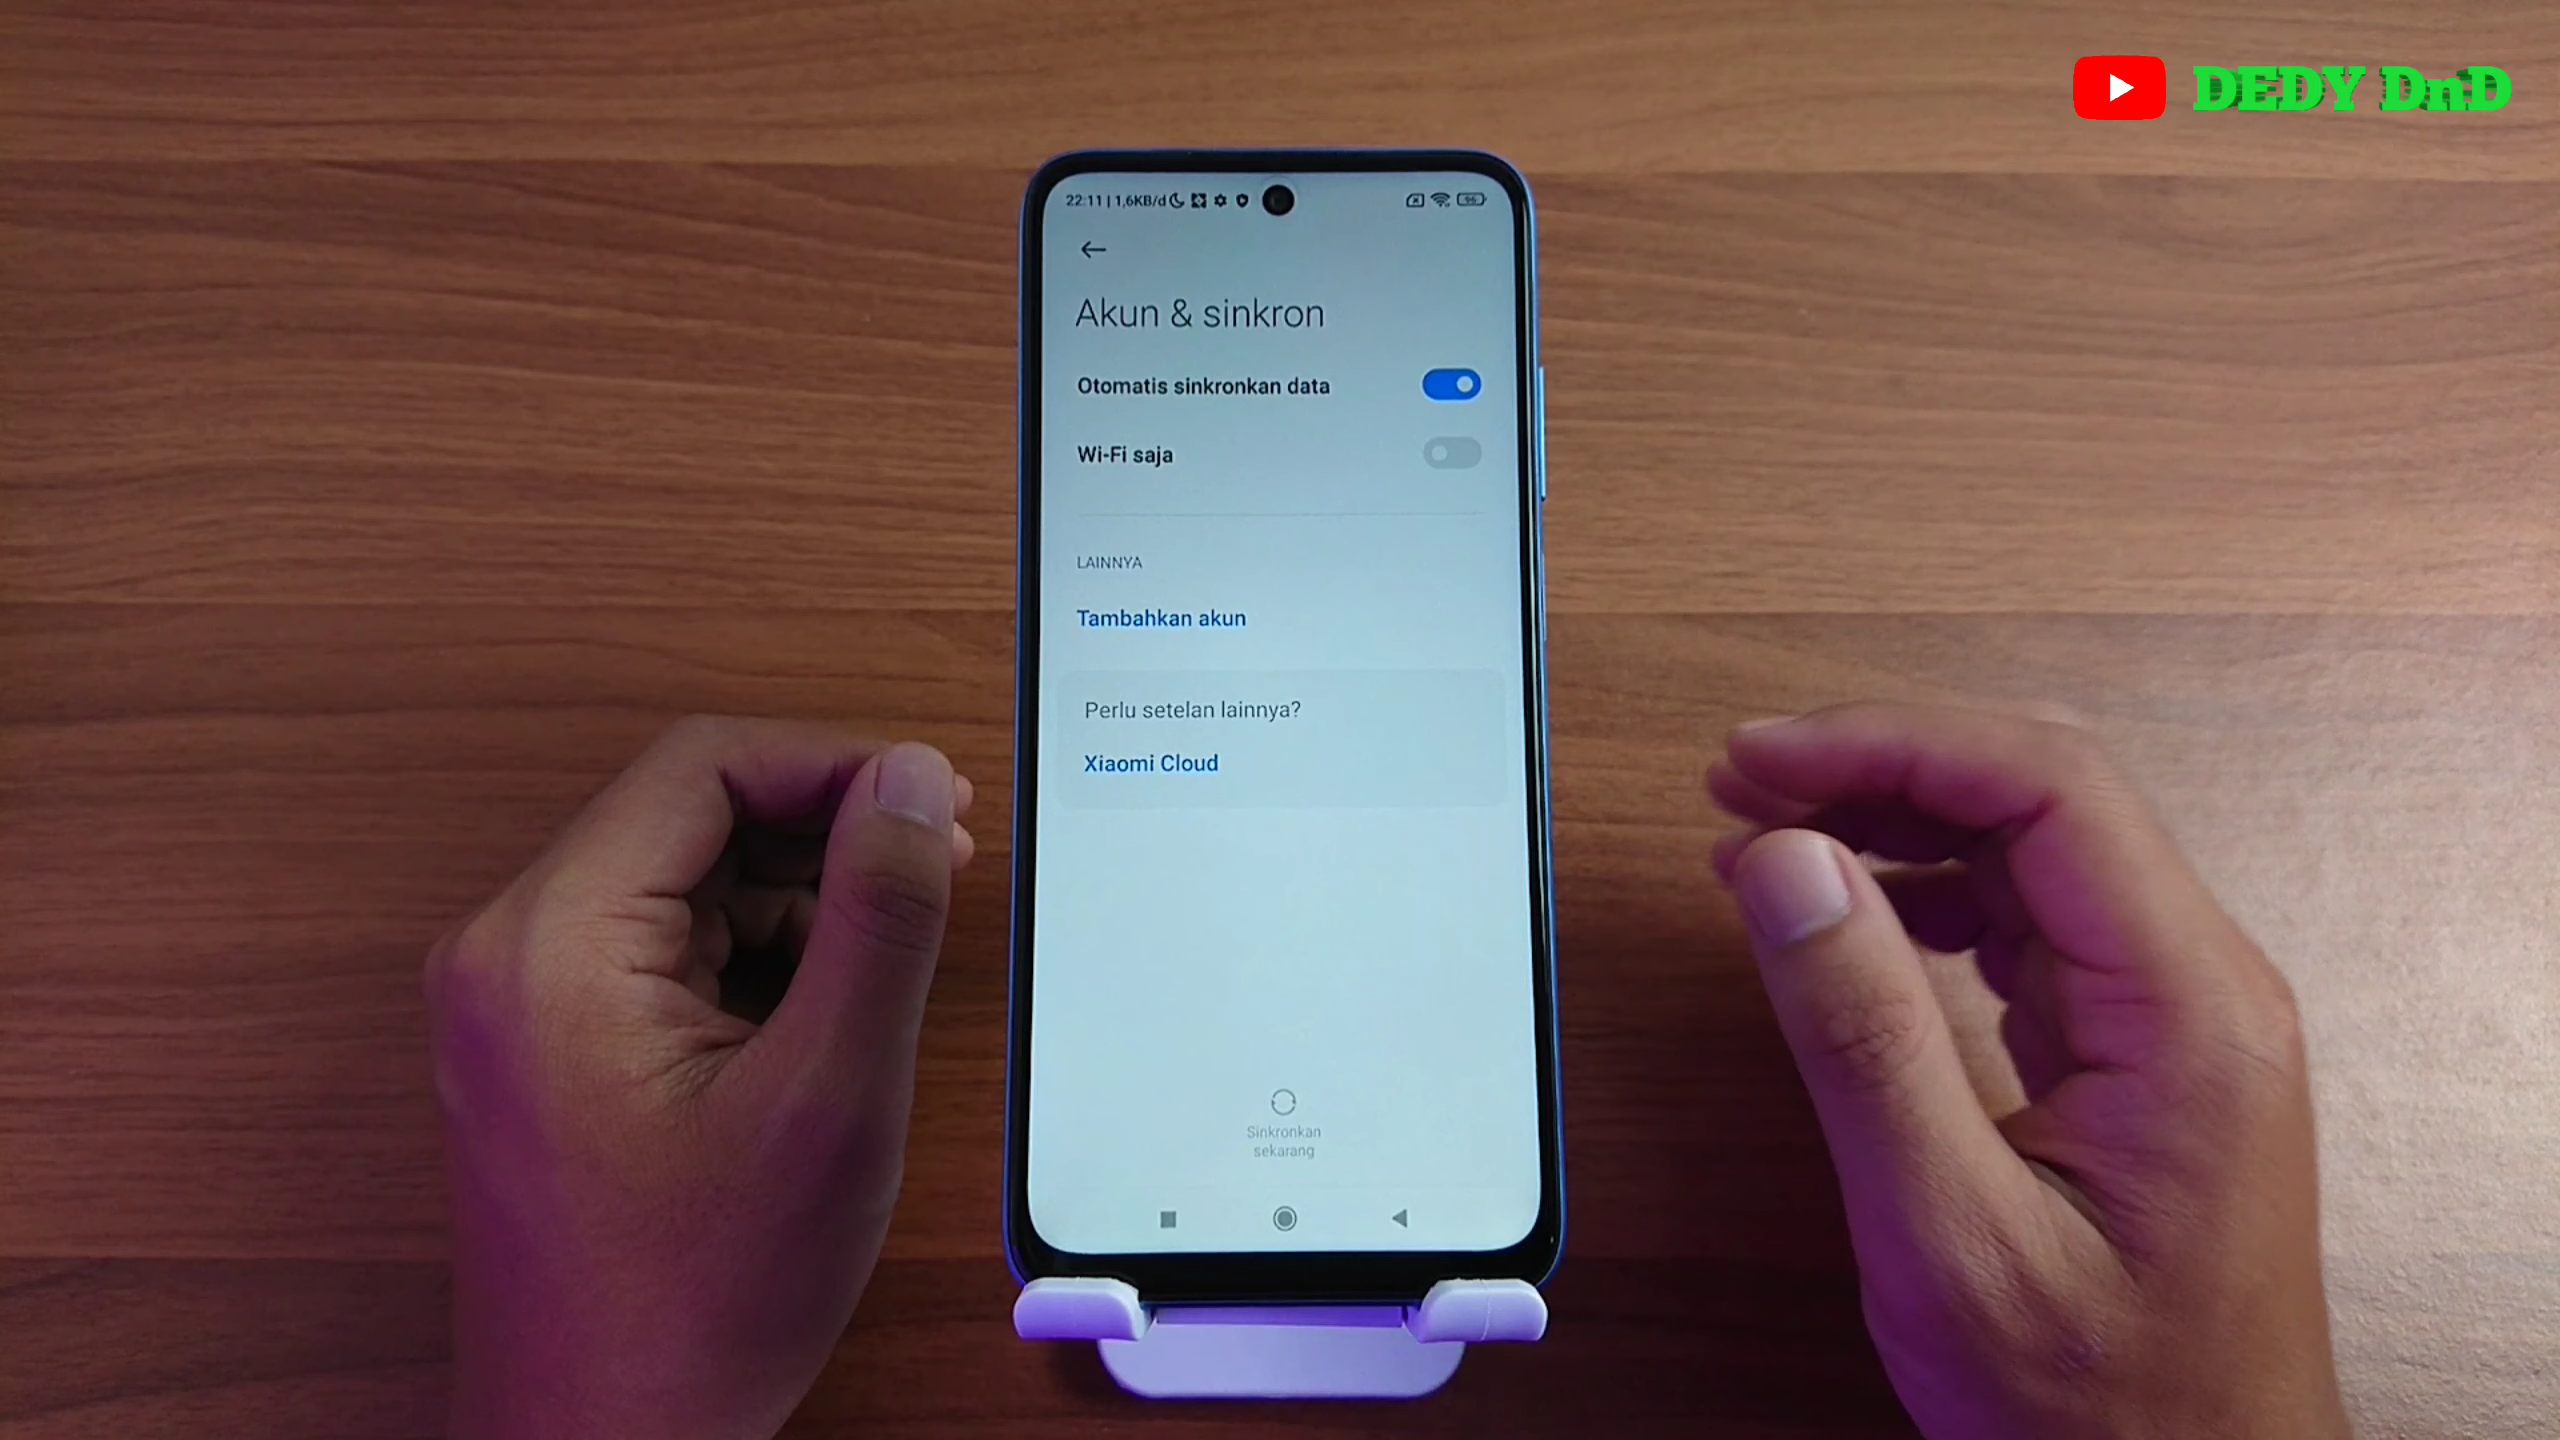 DEDY DnD
22:11 | 1,6KB/d
Akun & sinkron
Otomatis sinkronkan data
Wi-Fi saja
LAINNYA
Tambahkan akun
Perlu setelan lainnya?
Xiaomi Cloud
Sinkronkan
sekarang